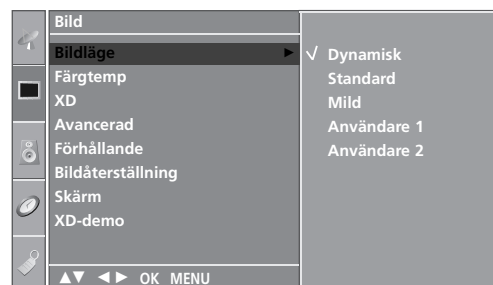 Bild
Bildläge ►
Färgtemp
XD
Avancerad
Förhållande
Bildåterställning
Skärm
XD-demo
▲▼ ◄► OK MENU
√ Dynamisk
Standard
Mild
Användare 1
Användare 2